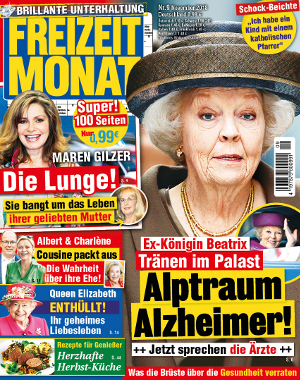 BRILLANTE UNTERHALTUNG
FREIZEIT
MONAT
Super!
100 Seiten
Nur 0,99€
MAREN GILZER
Die Lunge!
Sie bangt um das Leben
ihrer geliebten Mutter
Albert & Charlène
Cousine packt aus
Die Wahrheit
über ihre Ehe!
Queen Elizabeth
ENTHÜLLT!
Ihr geheimes
Liebesleben
Rezepte für Genießer
Herzhafte
Herbst-Küche
Schock-Beichte
„Ich habe ein
Kind mit einem
katholischen
Pfarrer“
Ex-Königin Beatrix
Tränen im Palast
Alptraum
Alzheimer!
++ Jetzt sprechen die Ärzte ++
Was die Brüste über die Gesundheit verraten